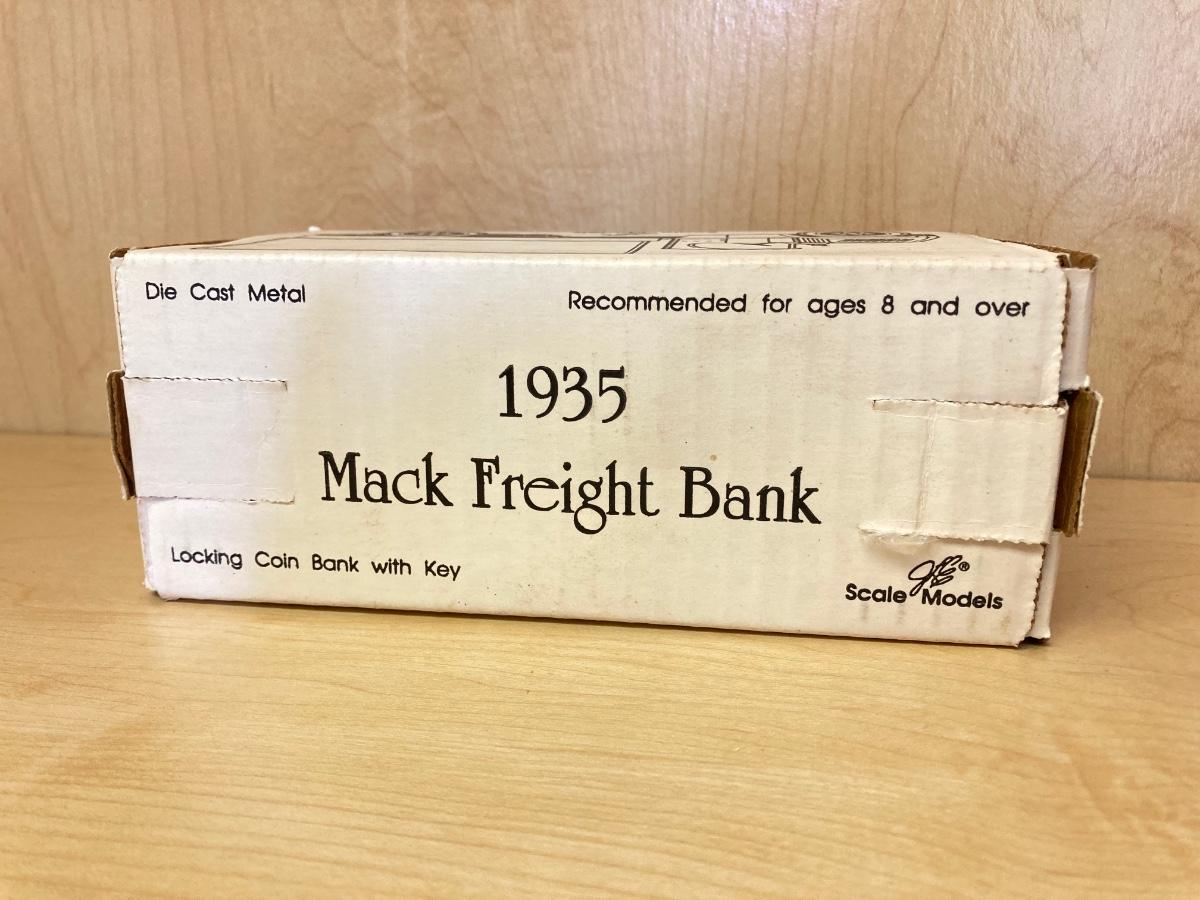 Die Cast Metal
Recommended for ages 8 and over
1935
Mack Freight Bank
Locking Coin Bank with Key
JLE®
Scale Models